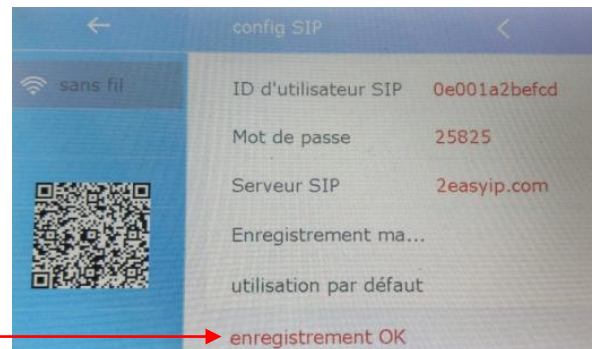 config SIP
sans fil
ID d'utilisateur SIP 0e001a2befcd
Mot de passe 25825
Serveur SIP 2easyip.com
Enregistrement ma...
utilisation par défaut
enregistrement OK